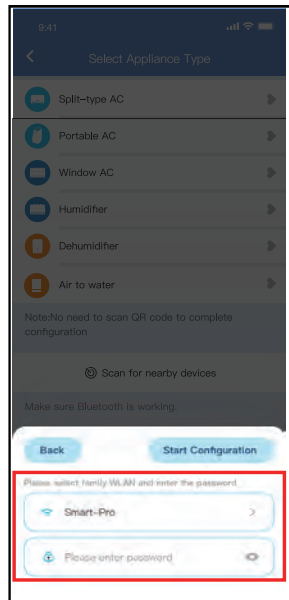 9:41
Select Appliance Type
Split-type AC
Portable AC
Window AC
Humidifier
Dehumidifier
Air to water
Note:No need to scan QR code to complete
configuration
Scan for nearby devices
Make sure Bluetooth is working.
Back
Start Configuration
Please select family WLAN and enter the password
Smart-Pro
Please enter password